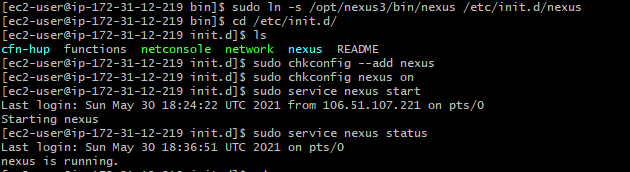 [ec2-user@ip-172-31-12-219 bin]$ sudo ln -s /opt/nexus3/bin/nexus /etc/init.d/nexus
[ec2-user@ip-172-31-12-219 bin]$ cd /etc/init.d/
[ec2-user@ip-172-31-12-219 init.d]$ ls
cfn-hup functions netconsole network nexus README
[ec2-user@ip-172-31-12-219 init.d]$ sudo chkconfig --add nexus
[ec2-user@ip-172-31-12-219 init.d]$ sudo chkconfig nexus on
[ec2-user@ip-172-31-12-219 init.d]$ sudo service nexus start
Last login: Sun May 30 18:24:22 UTC 2021 from 106.51.107.221 on pts/0
Starting nexus
[ec2-user@ip-172-31-12-219 init.d]$ sudo service nexus status
Last login: Sun May 30 18:36:51 UTC 2021 on pts/0
nexus is running.